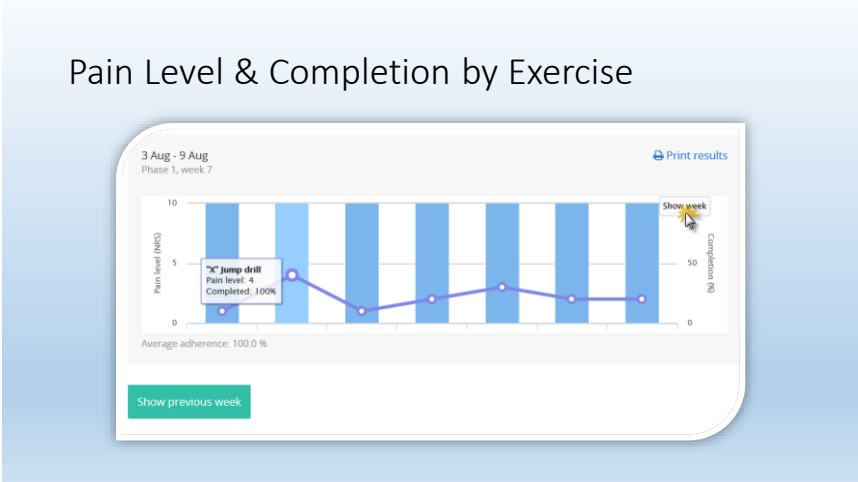 Pain Level & Completion by Exercise
3 Aug - 9 Aug
Print results
Phase 1, week 7
10
Show week
Pain level (NRS)
Completion (%)
5
50
"X" Jump drill
Pain level: 4
Completed: 100%
0
0
Average adherence: 100.0 %
Show previous week